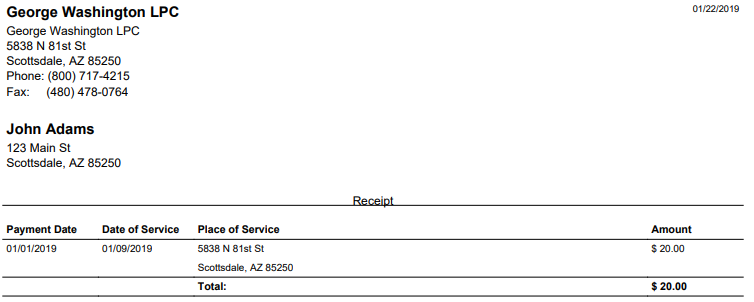 George Washington LPC
01/22/2019
George Washington LPC
5838 N 81st St
Scottsdale, AZ 85250
Phone: (800) 717-4215
Fax: (480) 478-0764
John Adams
123 Main St
Scottsdale, AZ 85250
Receipt
Payment Date Date of Service Place of Service Amount
01/01/2019 01/09/2019 5838 N 81st St $ 20.00
Scottsdale, AZ 85250
Total: $ 20.00